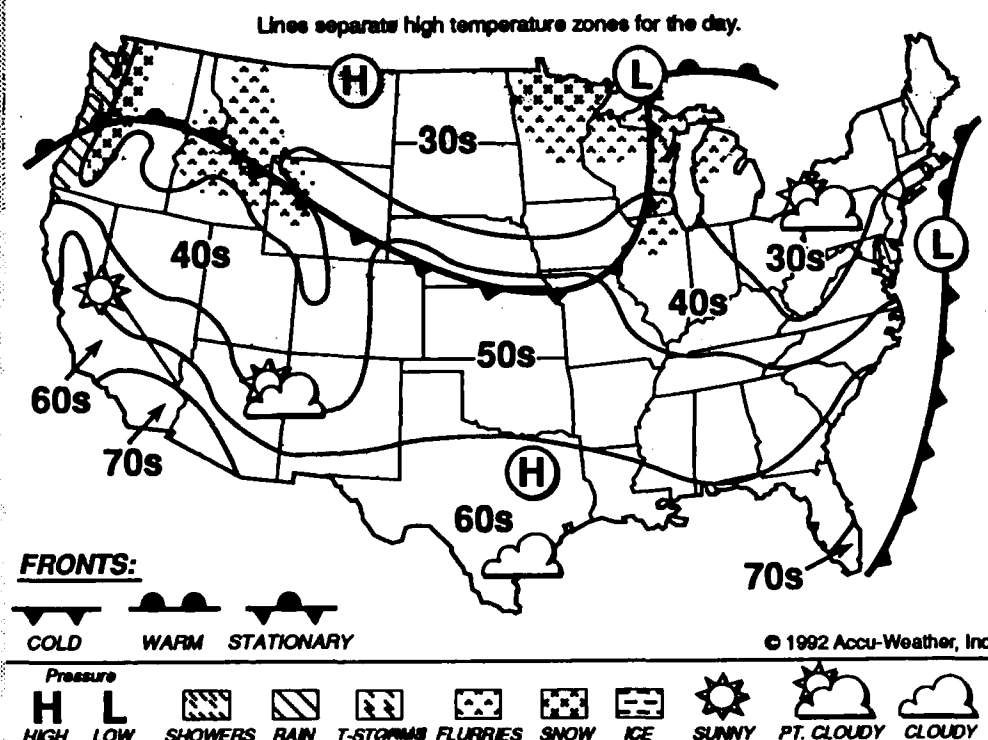 Lines separate high temperature zones for the day.
H
L
30s
40s
30s
L
40s
50s
60s
70s
H
60s
70s
FRONTS:
COLD WARM STATIONARY
© 1992 Accu-Weather, Inc
Pressure
H L
HIGH LOW SHOWERS RAIN T-STORMS FLURRIES SNOW ICE SUNNY PT. CLOUDY CLOUDY